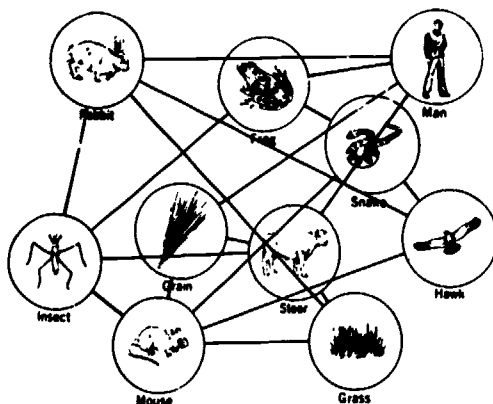 Rabbit
Frog
Man
Snake
Insect
Grain
Steer
Hawk
Mouse
Grass